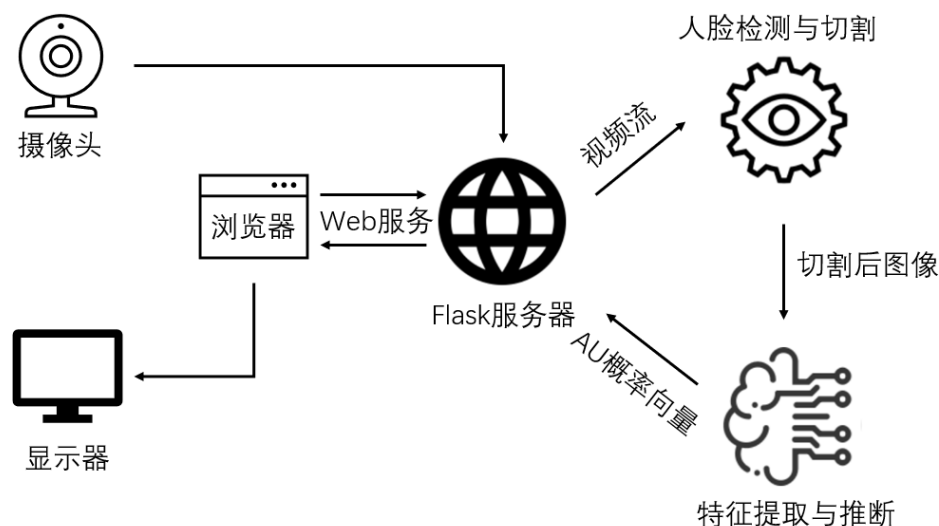 人脸检测与切割
摄像头
视频流
浏览器
Web服务
切割后图像
Flask服务器
AU概率向量
显示器
特征提取与推断